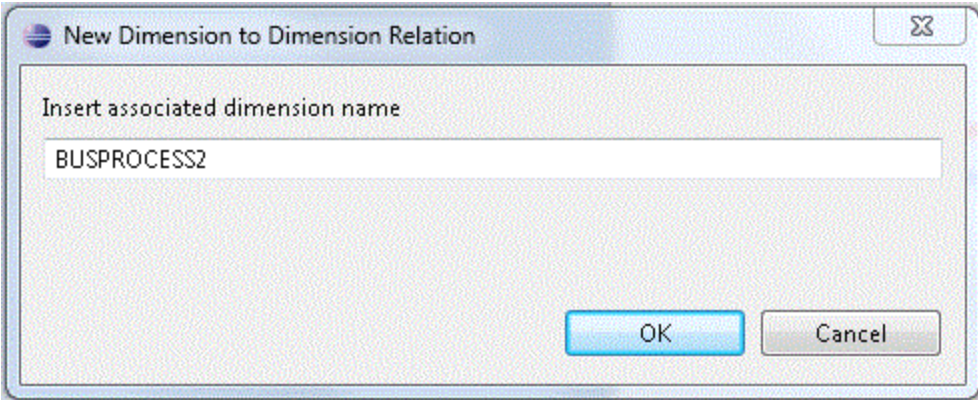 New Dimension to Dimension Relation
Insert associated dimension name
BUSPROCESS2
OK
Cancel